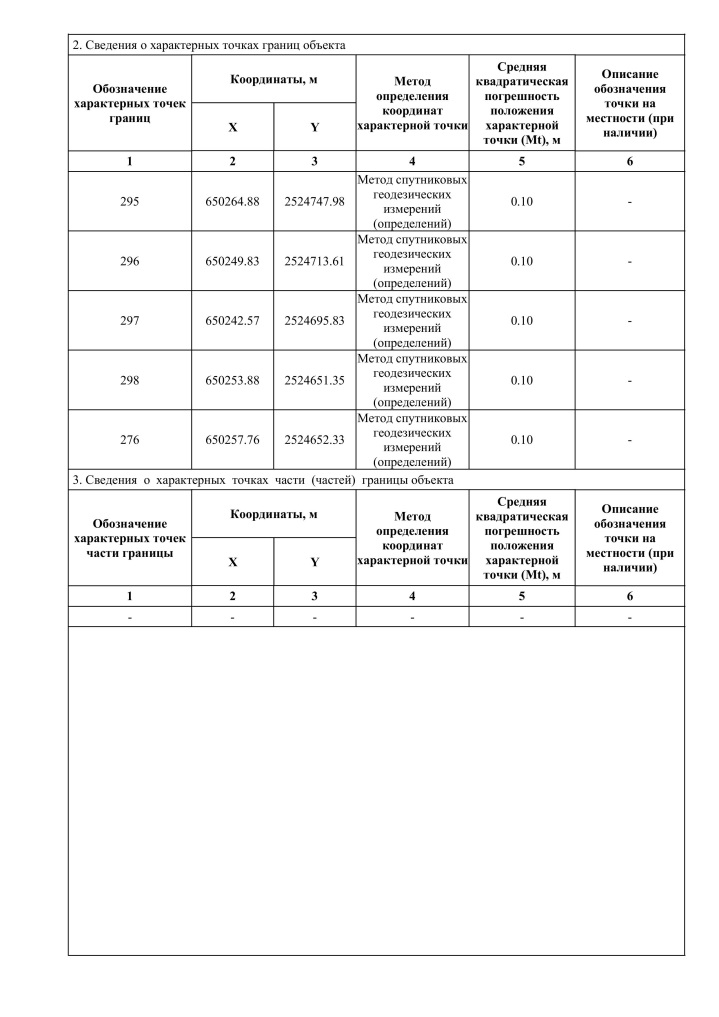 2. Сведения о характерных точках границ объекта
Обозначение
характерных точек
границ
Координаты, м
Метод
определения
координат
характерной точки
Средняя
квадратическая
погрешность
положения
характерной
точки (Mt), м
Описание
обозначения
точки на
местности (при
наличии)
X
Y
1
2
3
4
5
6
295
650264.88
2524747.98
Метод спутниковых
геодезических
измерений
(определений)
0.10
-
296
650249.83
2524713.61
Метод спутниковых
геодезических
измерений
(определений)
0.10
-
297
650242.57
2524695.83
Метод спутниковых
геодезических
измерений
(определений)
0.10
-
298
650253.88
2524651.35
Метод спутниковых
геодезических
измерений
(определений)
0.10
-
276
650257.76
2524652.33
Метод спутниковых
геодезических
измерений
(определений)
0.10
-
3. Сведения о характерных точках части (частей) границы объекта
Обозначение
характерных точек
части границы
Координаты, м
Метод
определения
координат
характерной точки
Средняя
квадратическая
погрешность
положения
характерной
точки (Mt), м
Описание
обозначения
точки на
местности (при
наличии)
X
Y
1
2
3
4
5
6
-
-
-
-
-
-